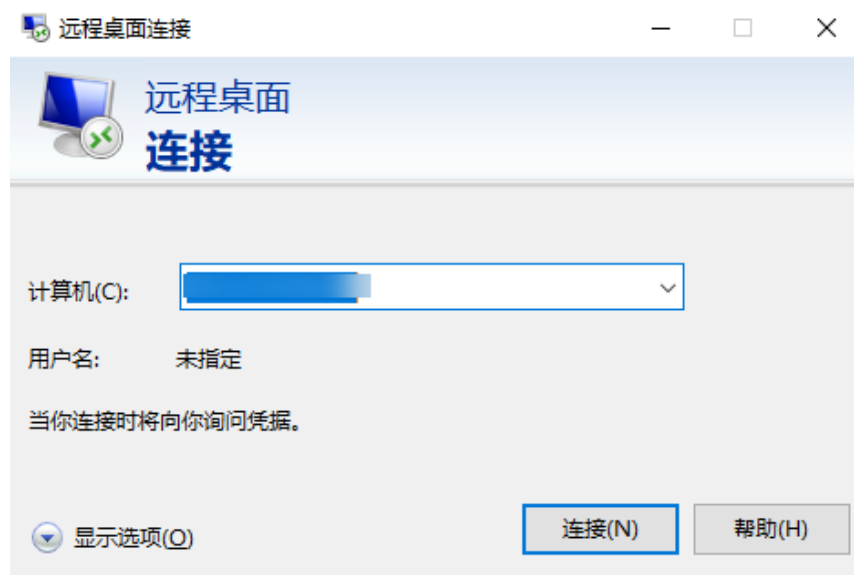 远程桌面连接
远程桌面
连接
计算机(C):
用户名: 未指定
当你连接时将向你询问凭据。
显示选项(O) 连接(N) 帮助(H)